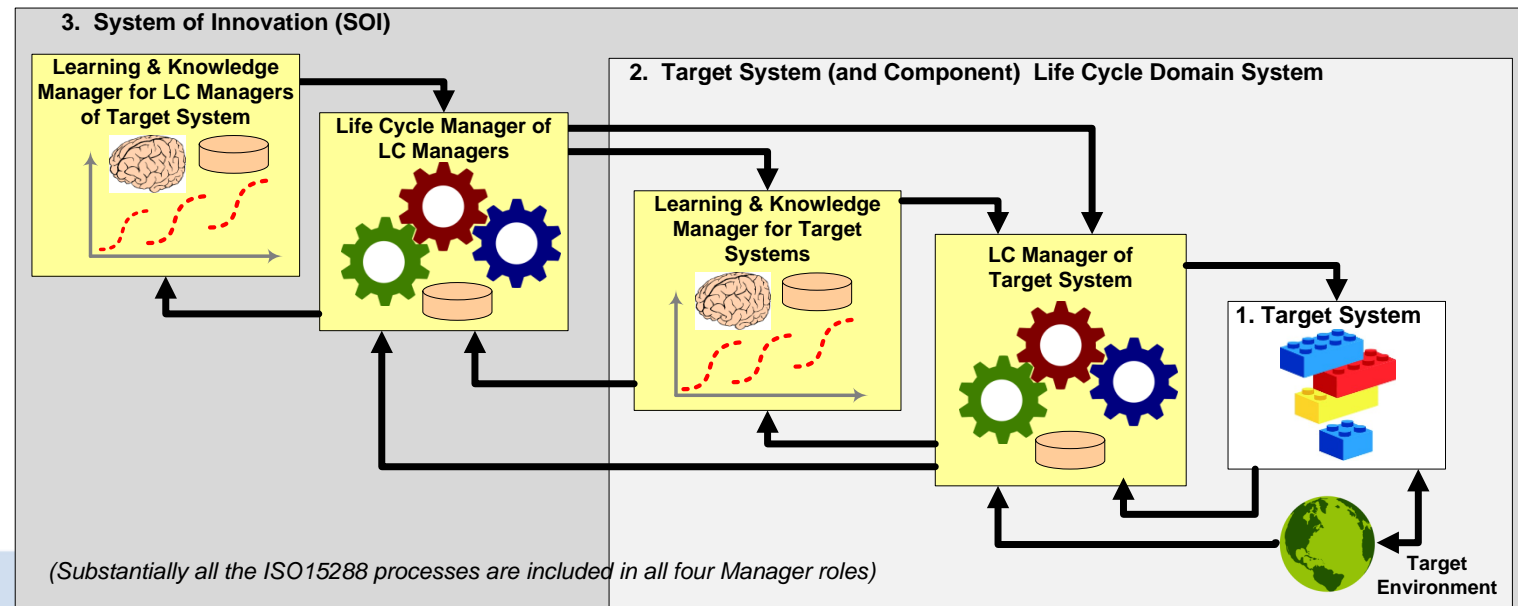 3. System of Innovation (SOI)
Learning & Knowledge
Manager for LC Managers
of Target System
2. Target System (and Component) Life Cycle Domain System
Life Cycle Manager of
LC Managers
Learning & Knowledge
Manager for Target
Systems
LC Manager of
Target System
1. Target System
Target
Environment
(Substantially all the ISO15288 processes are included in all four Manager roles)